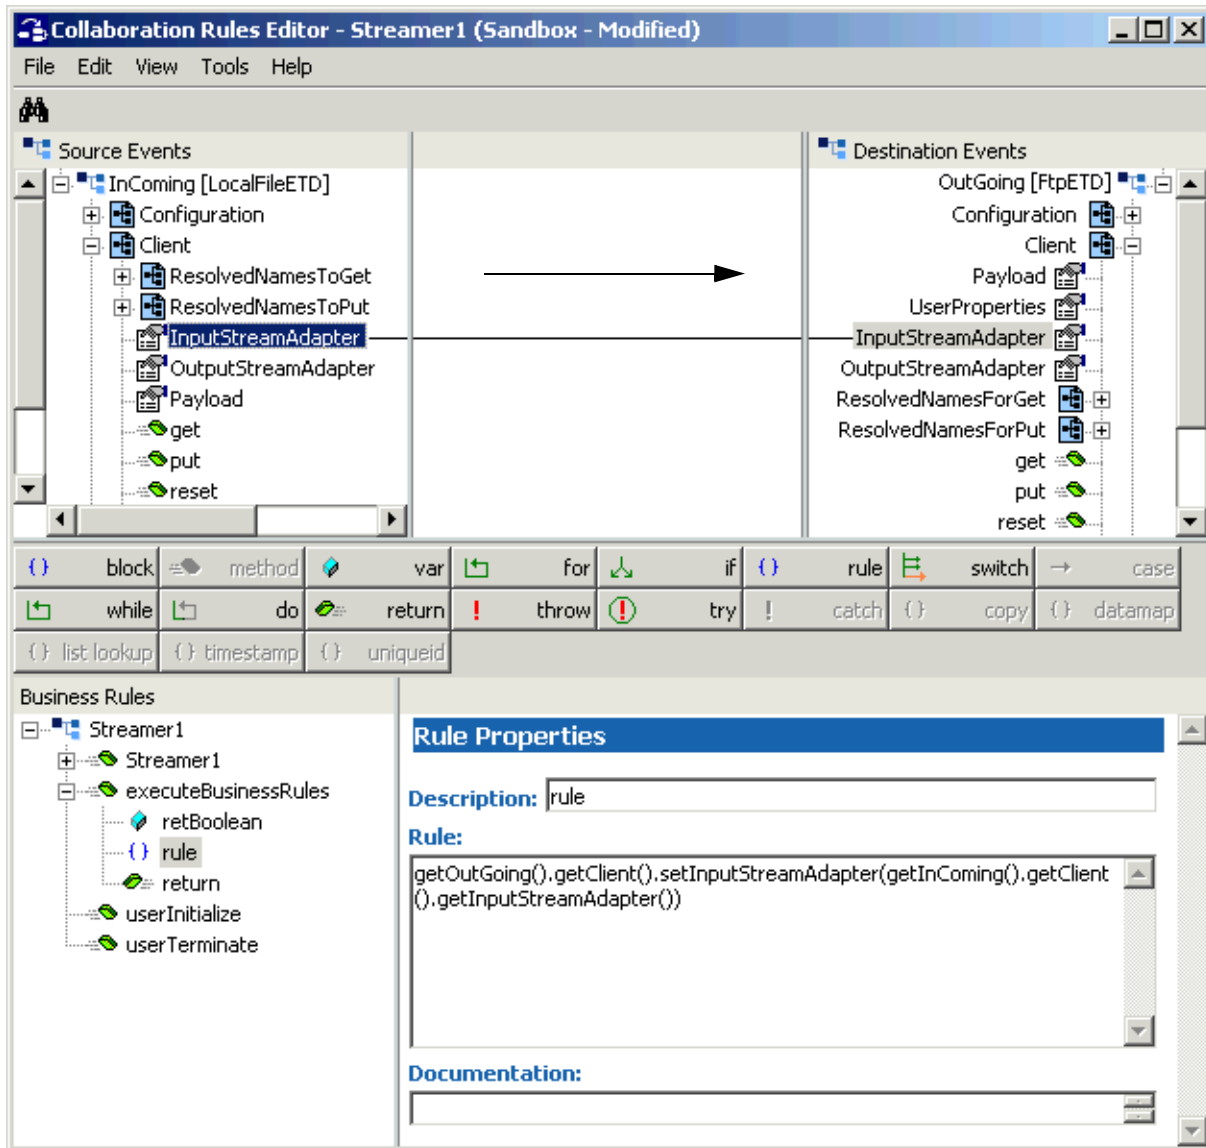 Collaboration Rules Editor - Streamer1 (Sandbox - Modified)
File Edit View Tools Help
Source Events
InComing [LocalFileETD]
Configuration
Client
ResolvedNamesToGet
ResolvedNamesToPut
InputStreamAdapter
OutputStreamAdapter
Payload
get
put
reset
Destination Events
OutGoing [FtpETD]
Configuration
Client
Payload
UserProperties
InputStreamAdapter
OutputStreamAdapter
ResolvedNamesForGet
ResolvedNamesForPut
get
put
reset
{} block method var for if {} rule switch case
while do return ! throw ! try ! catch {} copy {} datamap
{} list lookup {} timestamp {} uniqueid
Business Rules
Streamer1
Streamer1
executeBusinessRules
retBoolean
{} rule
return
userInitialize
userTerminate
Rule Properties
Description: rule
Rule:
getOutGoing().getClient().setInputStreamAdapter(getInComing().getClient
().getInputStreamAdapter())
Documentation: